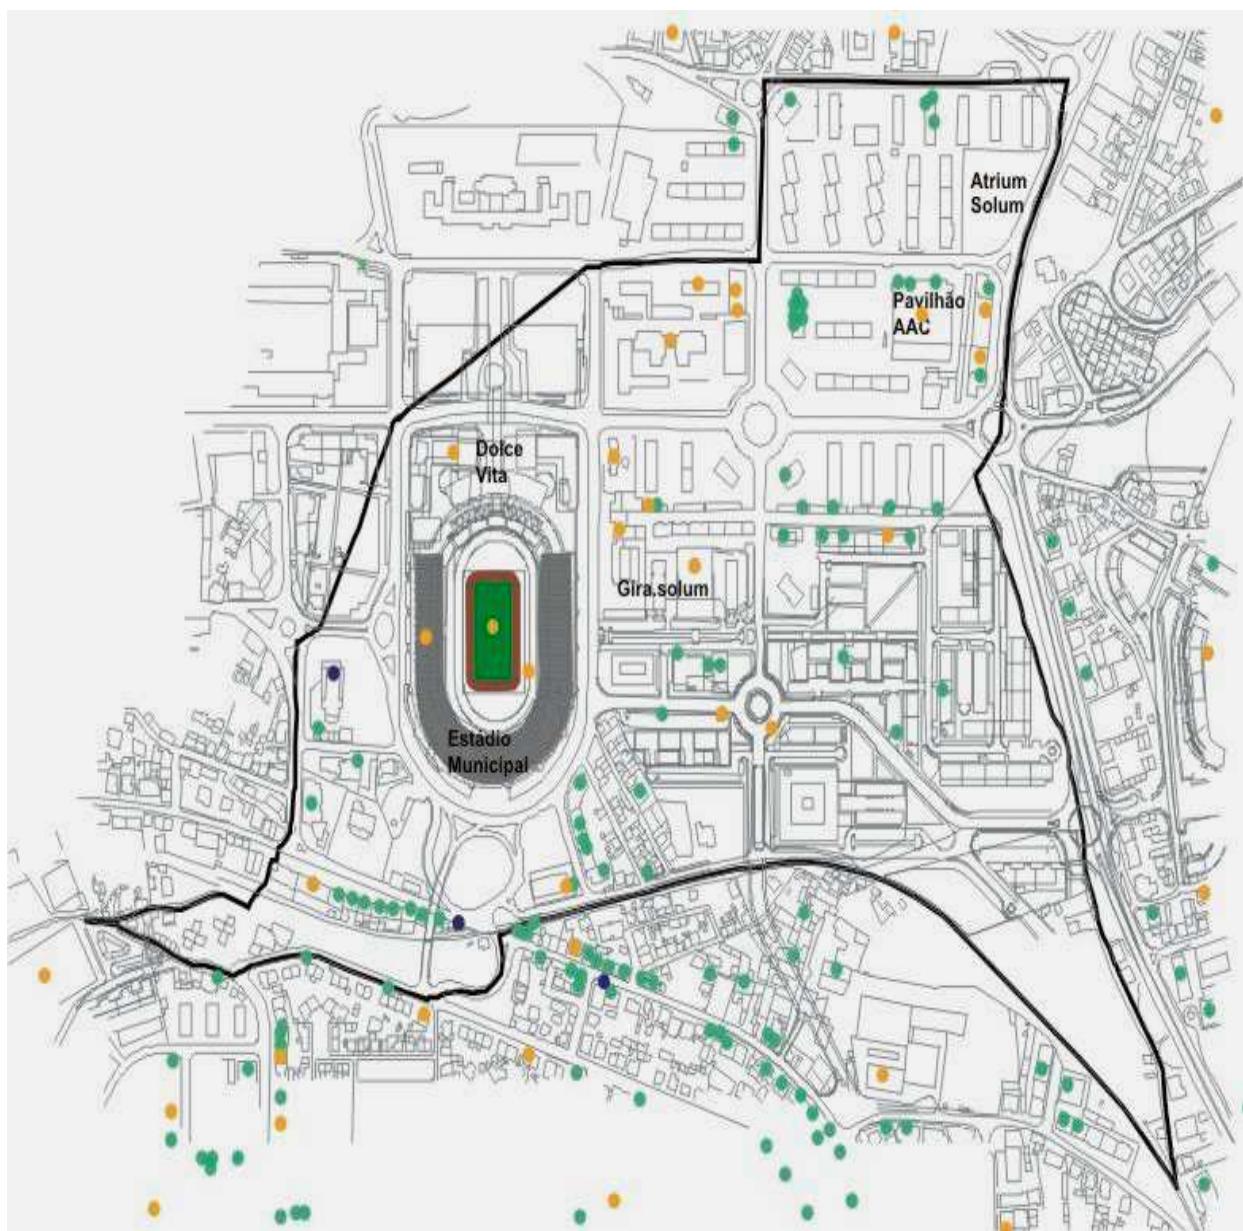 Atrium
Solum
Pavilhão
AAC
Dolce
Vita
Gira.solum
Estádio
Municipal